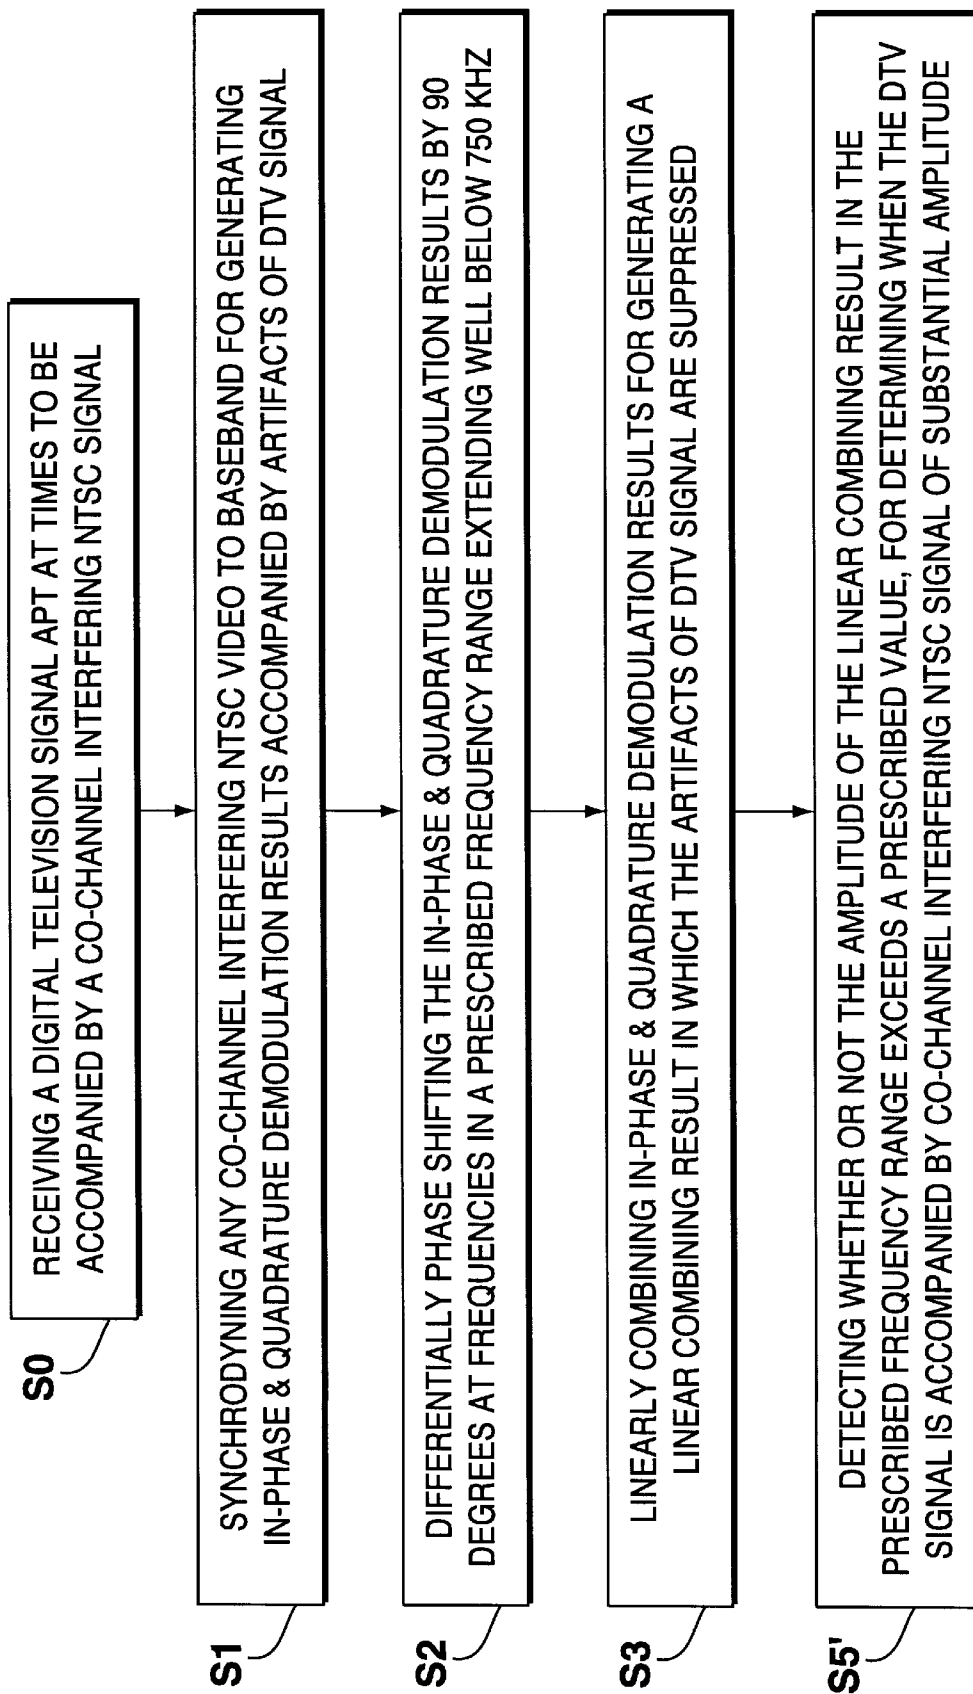 S0
RECEIVING A DIGITAL TELEVISION SIGNAL APT AT TIMES TO BE
ACCOMPANIED BY A CO-CHANNEL INTERFERING NTSC SIGNAL
S1
SYNCHRODYNING ANY CO-CHANNEL INTERFERING NTSC VIDEO TO BASEBAND FOR GENERATING
IN-PHASE & QUADRATURE DEMODULATION RESULTS ACCOMPANIED BY ARTIFACTS OF DTV SIGNAL
S2
DIFFERENTIALLY PHASE SHIFTING THE IN-PHASE & QUADRATURE DEMODULATION RESULTS BY 90
DEGREES AT FREQUENCIES IN A PRESCRIBED FREQUENCY RANGE EXTENDING WELL BELOW 750 KHZ
S3
LINEARLY COMBINING IN-PHASE & QUADRATURE DEMODULATION RESULTS FOR GENERATING A
LINEAR COMBINING RESULT IN WHICH THE ARTIFACTS OF DTV SIGNAL ARE SUPPRESSED
S5'
DETECTING WHETHER OR NOT THE AMPLITUDE OF THE LINEAR COMBINING RESULT IN THE
PRESCRIBED FREQUENCY RANGE EXCEEDS A PRESCRIBED VALUE, FOR DETERMINING WHEN THE DTV
SIGNAL IS ACCOMPANIED BY CO-CHANNEL INTERFERING NTSC SIGNAL OF SUBSTANTIAL AMPLITUDE